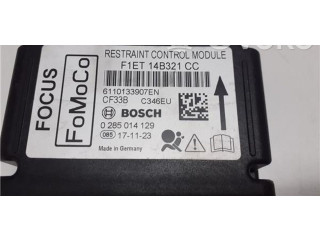 RESTRAINT CONTROL MODULE
F1ET 14B321 CC
6110133907EN
CF33B C346EU
BOSCH
0 285 014 129
085 17-11-23
Made in Germany
FOCUS
FoMoCo